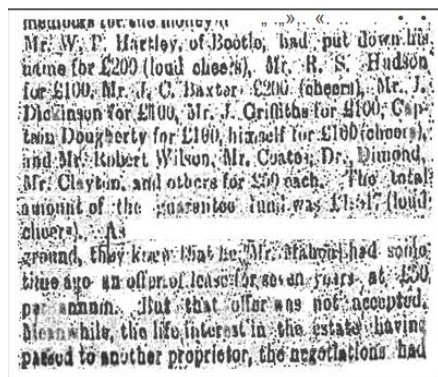 Mr. W. P. Hartley, of Bootle, had put down his
name for £200 (loud cheers), Mr. R. S. Hudson
for £100, Mr. J. C. Baxter £200 (cheers), Mr. J.
Dickinson for £100, Mr. J. Griffiths for £100, Cap-
tain Dougherty for £100, himself for £100 (cheers),
and Mr. Robert Wilson, Mr. Coates, Dr. Dimond,
Mr. Clayton, and others for £50 each. The total
amount of the guarantee fund was (loud
cheers). As
ground, they knew that he (Mr. Mahon) had some
time ago an offer of lease for seven years, at £50
per annum. But that offer was not accepted.
Meanwhile, the life interest in the estate having
passed to another proprietor, the negotiations had